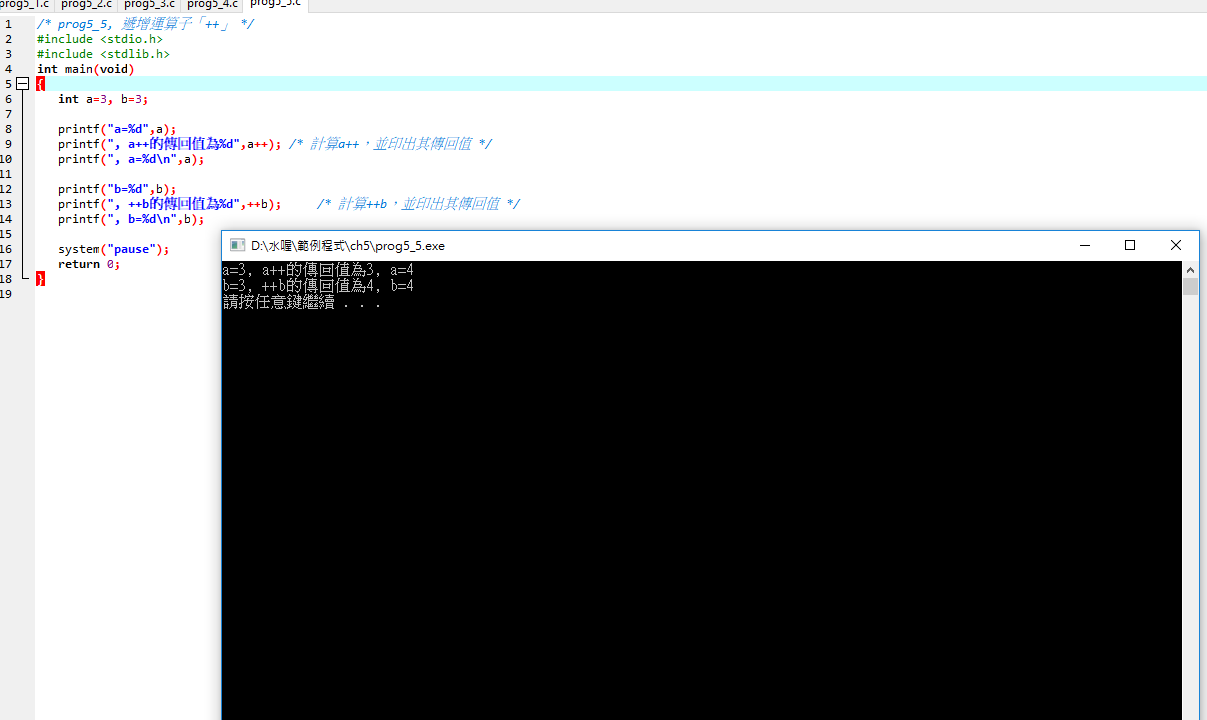 prog5_1.c prog5_2.c prog5_3.c prog5_4.c prog5_5.c
1 /* prog5_5, 遞增運算子「++」 */
2 #include <stdio.h>
3 #include <stdlib.h>
4 int main(void)
5 {
6 int a=3, b=3;
7
8 printf("a=%d",a);
9 printf(", a++的傳回值為%d",a++); /* 計算a++，並印出其傳回值 */
10 printf(", a=%d\n",a);
11
12 printf("b=%d",b);
13 printf(", ++b的傳回值為%d",++b); /* 計算++b，並印出其傳回值 */
14 printf(", b=%d\n",b);
15
16 system("pause");
17 return 0;
18 }
19
D:\水喔\範例程式\ch5\prog5_5.exe
a=3, a++的傳回值為3, a=4
b=3, ++b的傳回值為4, b=4
請按任意鍵繼續 . . .